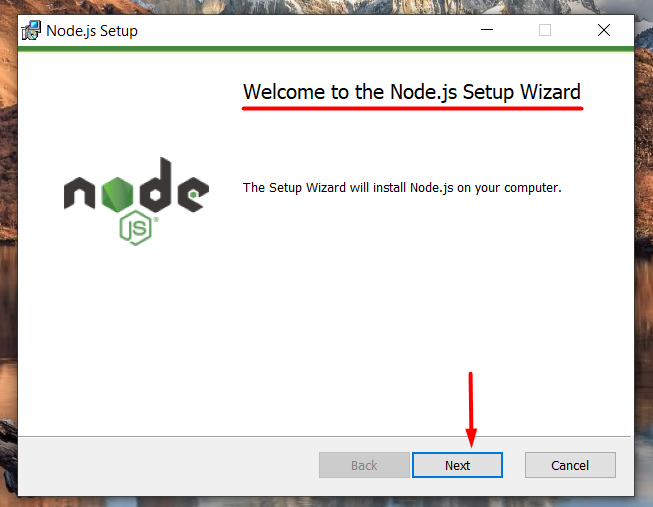 Node.js Setup
Welcome to the Node.js Setup Wizard
node
JS
The Setup Wizard will install Node.js on your computer.
Back
Next
Cancel